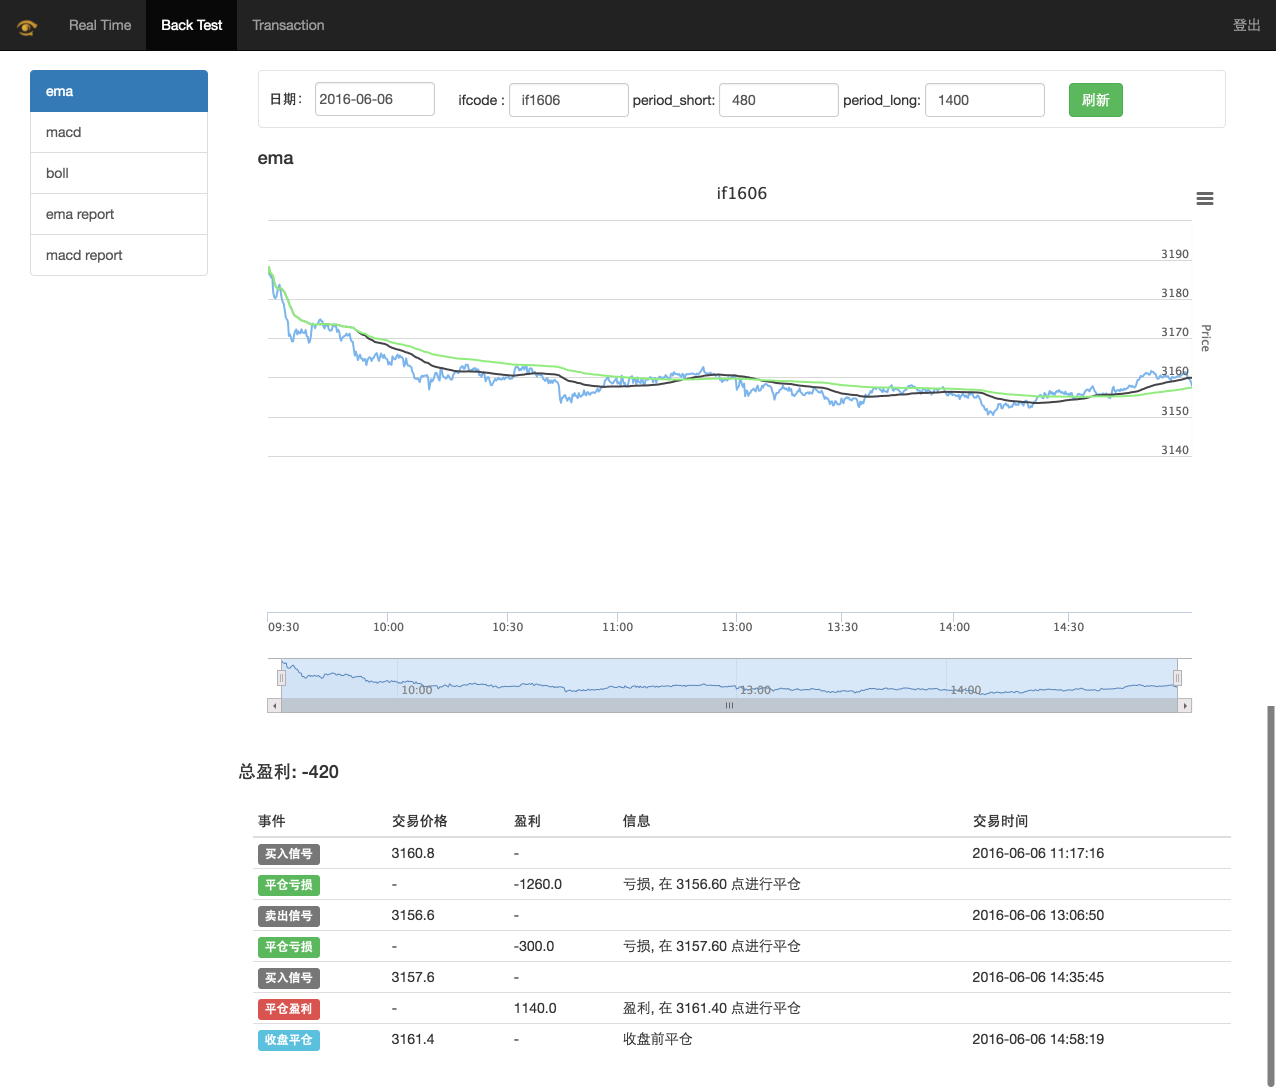 Real Time Back Test Transaction 登出
ema
macd
boll
ema report
macd report
日期： 2016-06-06 ifcode : if1606 period_short: 480 period_long: 1400 刷新
ema
if1606
3190
3180
3170
3160
3150
3140
Price
09:30 10:00 10:30 11:00 13:00 13:30 14:00 14:30
10:00 13:00 14:00
总盈利: -420
事件 交易价格 盈利 信息 交易时间
买入信号 3160.8 - 2016-06-06 11:17:16
平仓亏损 - -1260.0 亏损, 在 3156.60 点进行平仓
卖出信号 3156.6 - 2016-06-06 13:06:50
平仓亏损 - -300.0 亏损, 在 3157.60 点进行平仓
买入信号 3157.6 - 2016-06-06 14:35:45
平仓盈利 - 1140.0 盈利, 在 3161.40 点进行平仓
收盘平仓 3161.4 - 收盘前平仓 2016-06-06 14:58:19